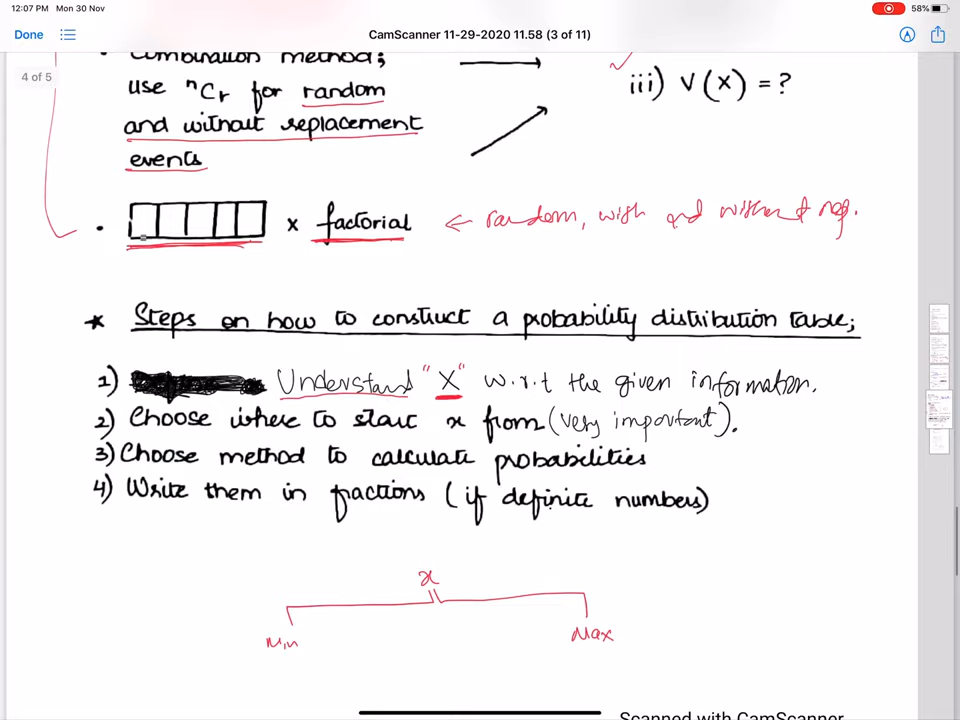 12:07 PM Mon 30 Nov
58%
Done
CamScanner 11-29-2020 11.58 (3 of 11)
4 of 5
• Combination method;
use nCr for random
and without replacement
events
iii) V(X) = ?
• x factorial ← random, with and without rep.
* Steps on how to construct a probability distribution table;
1) Understand "X" w.r.t the given information.
2) Choose where to start x from (very important).
3) Choose method to calculate probabilities
4) Write them in fractions (if definite numbers)
x
Min
Max
Scanned with CamScanner